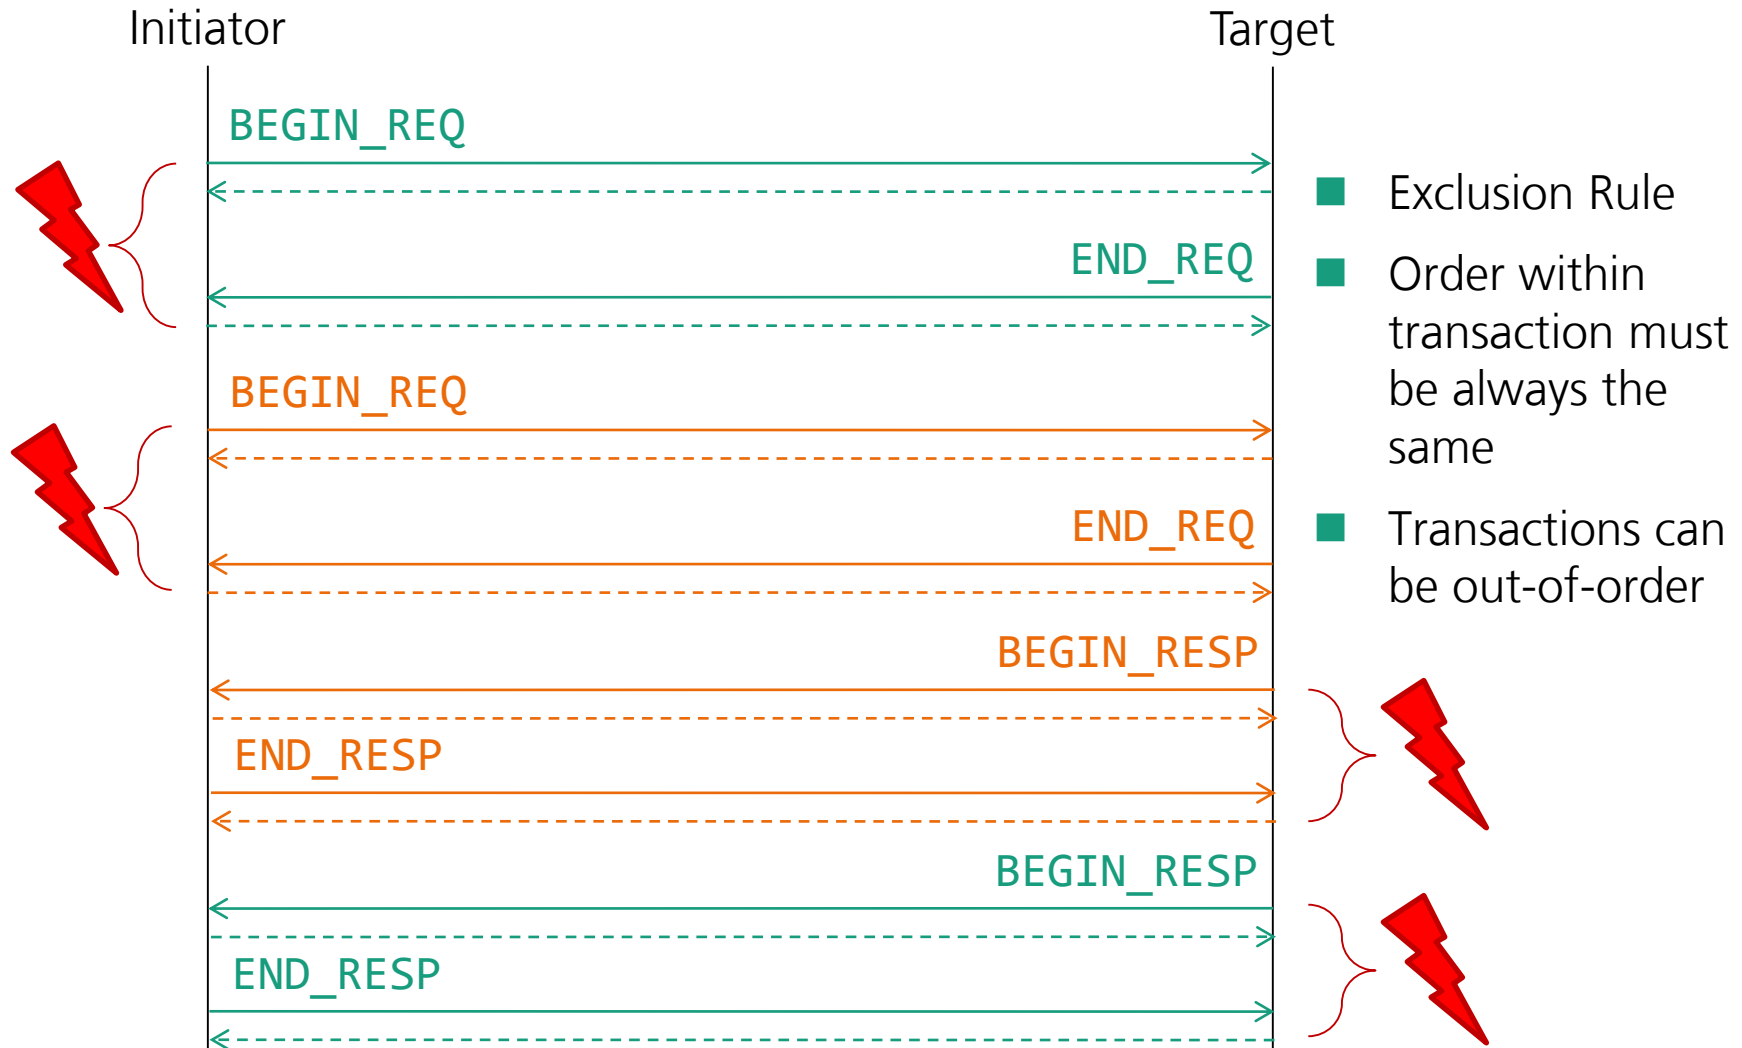 Initiator
Target
BEGIN_REQ
END_REQ
BEGIN_REQ
END_REQ
BEGIN_RESP
END_RESP
BEGIN_RESP
END_RESP
Exclusion Rule
Order within
transaction must
be always the
same
Transactions can
be out-of-order